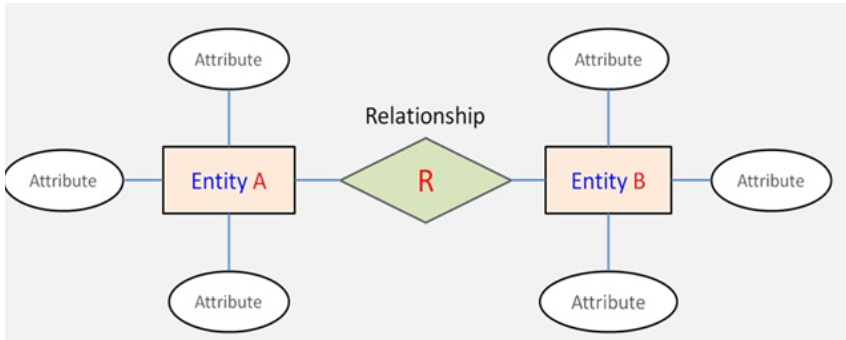 Attribute
Attribute
Relationship
Attribute
Entity A
R
Entity B
Attribute
Attribute
Attribute